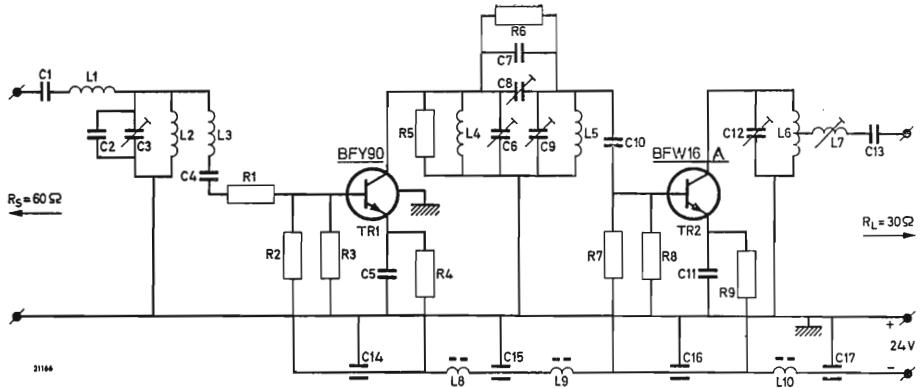 R6
C7
C8
C1
L1
C2
C3
L2
L3
C4
R1
R5
L4
C6
C9
L5
C10
C12
L6
L7
C13
BFY90
BFW16 A
TR1
TR2
RS=60Ω
RL=30Ω
R2
R3
C5
R4
R7
R8
C11
R9
+
24V
-
C14
L8
C15
L9
C16
L10
C17
21166